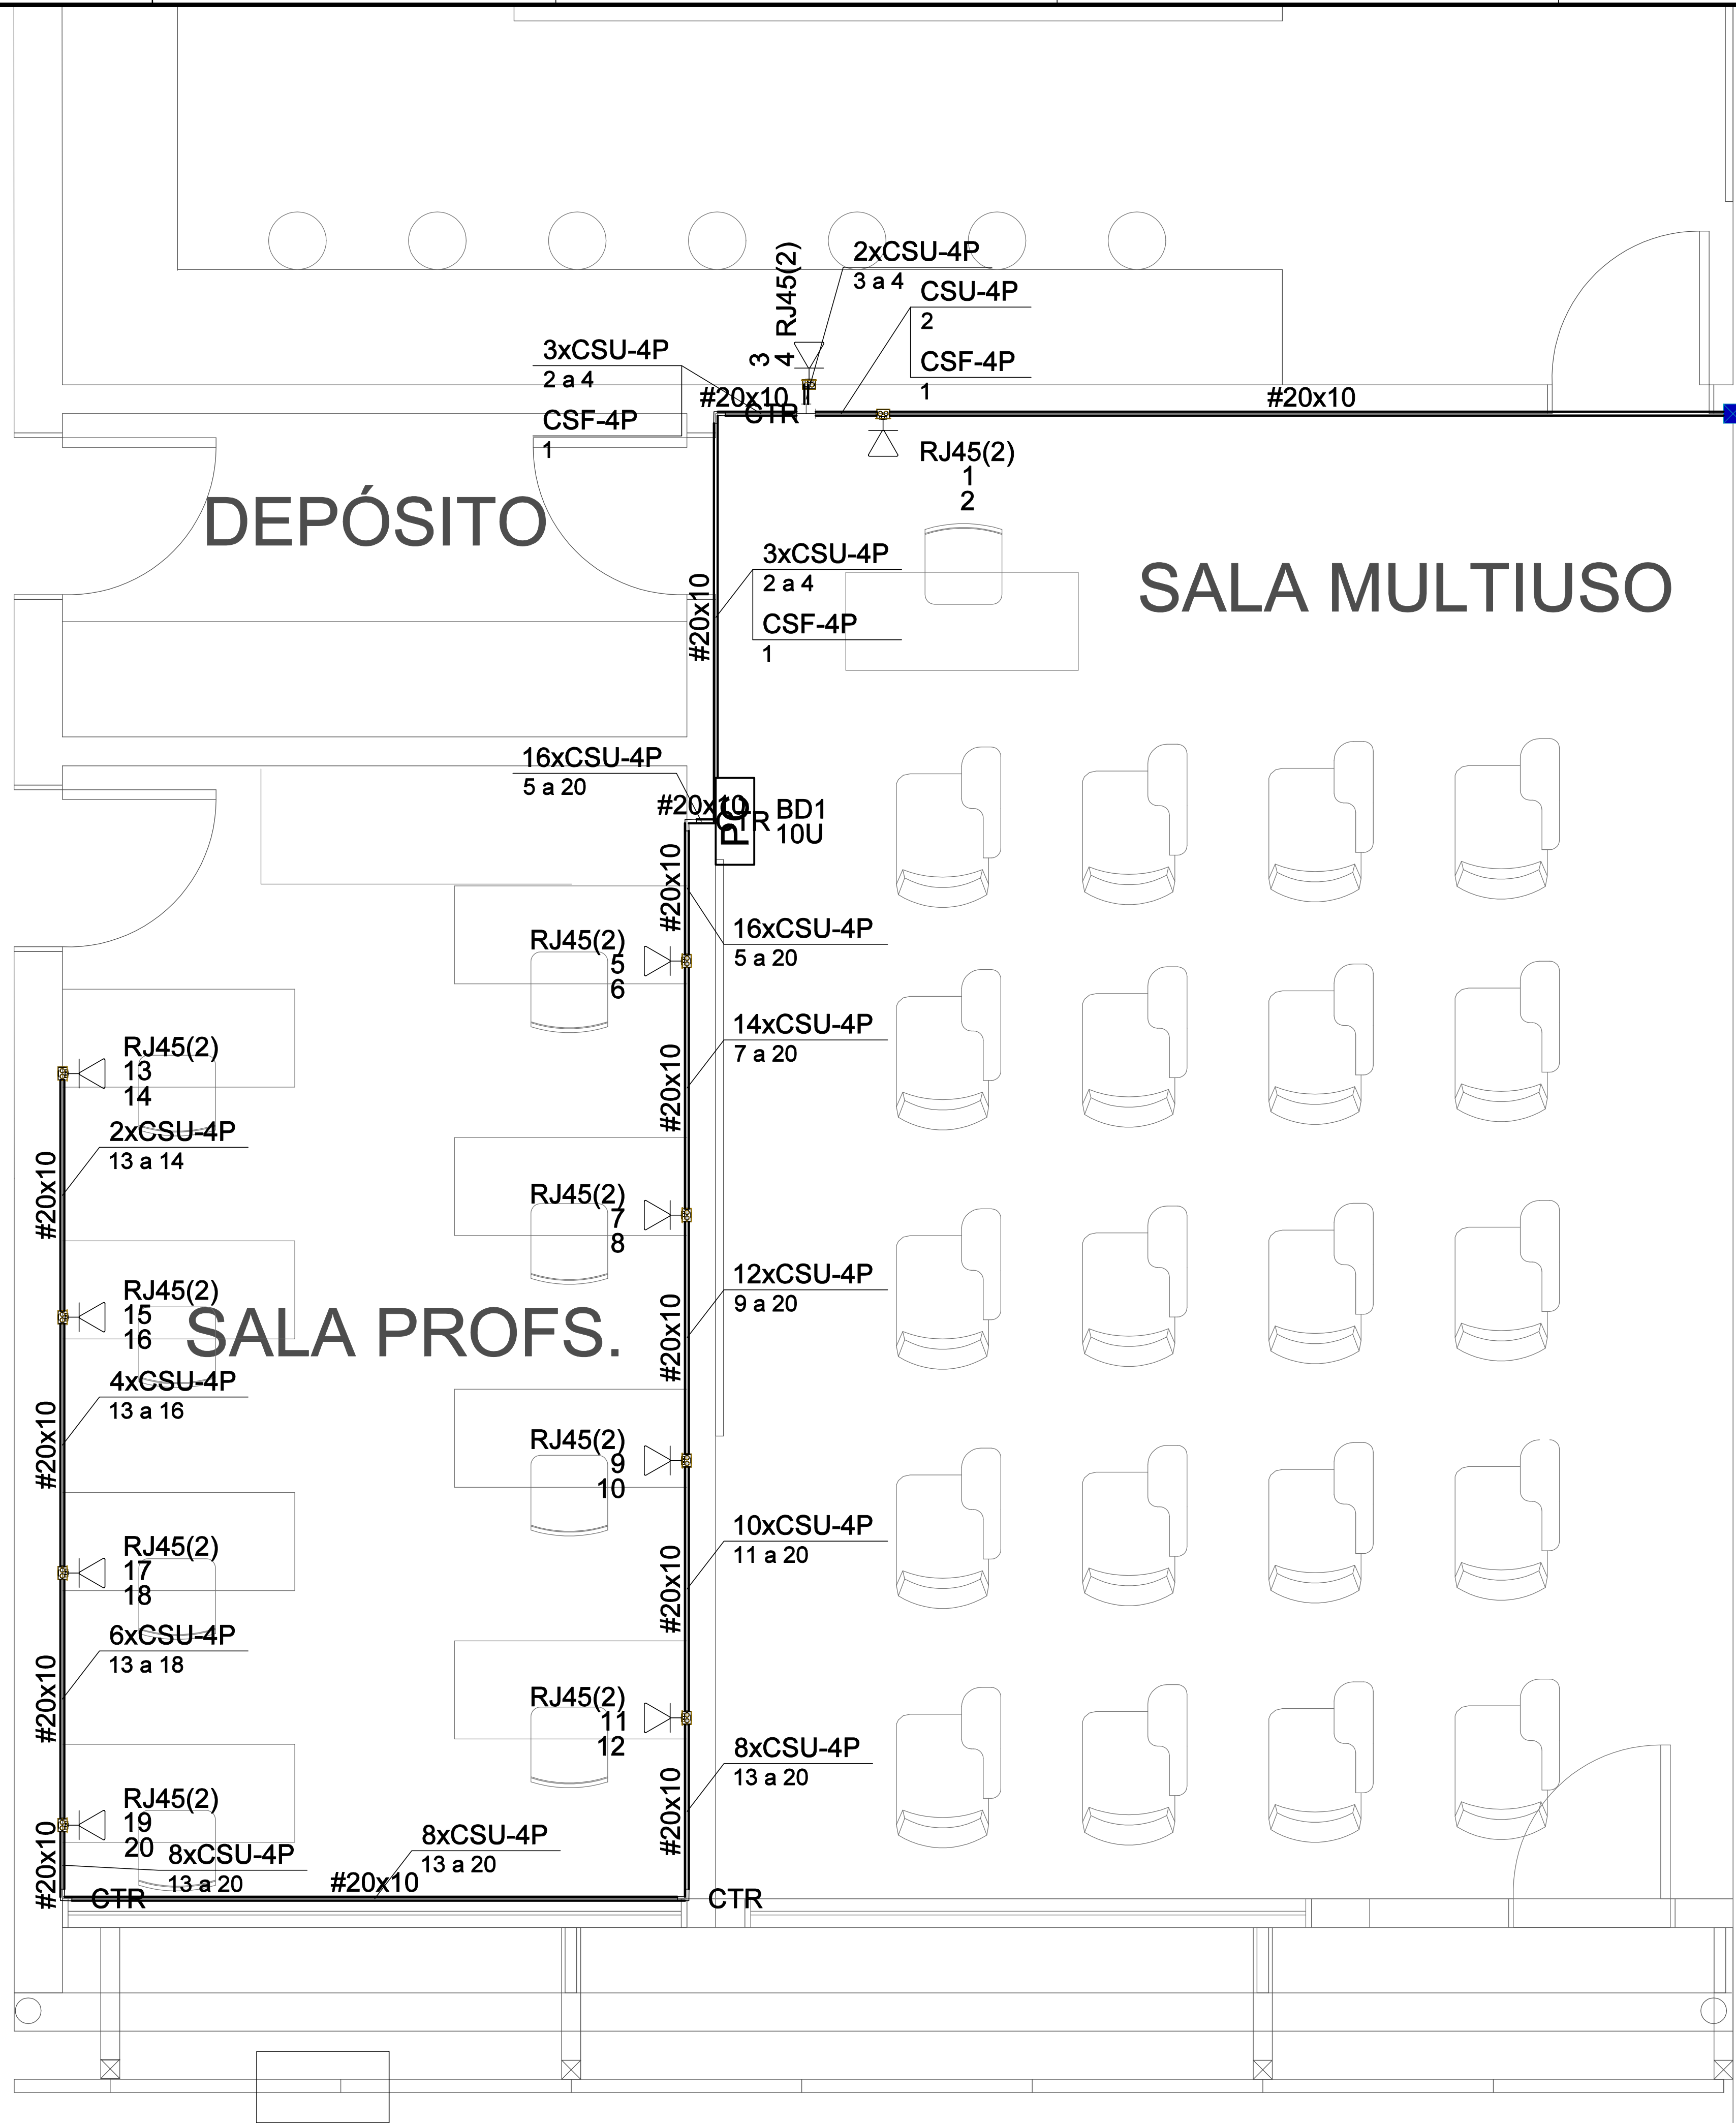 2xCSU-4P
3 a 4
RJ45(2)
3
4
CSU-4P
2
CSF-4P
1
3xCSU-4P
2 a 4
CSF-4P
1
#20x10
CTR
#20x10
RJ45(2)
1
2
DEPÓSITO
SALA MULTIUSO
#20x10
3xCSU-4P
2 a 4
CSF-4P
1
16xCSU-4P
5 a 20
#20x10
CTR
PC
BD1
10U
#20x10
16xCSU-4P
5 a 20
RJ45(2)
5
6
14xCSU-4P
7 a 20
#20x10
RJ45(2)
13
14
2xCSU-4P
13 a 14
#20x10
RJ45(2)
7
8
12xCSU-4P
9 a 20
#20x10
RJ45(2)
15
16
SALA PROFS.
4xCSU-4P
13 a 16
#20x10
RJ45(2)
9
10
10xCSU-4P
11 a 20
#20x10
RJ45(2)
17
18
6xCSU-4P
13 a 18
#20x10
RJ45(2)
11
12
8xCSU-4P
13 a 20
#20x10
RJ45(2)
19
20
8xCSU-4P
13 a 20
#20x10
8xCSU-4P
13 a 20
#20x10
CTR
CTR